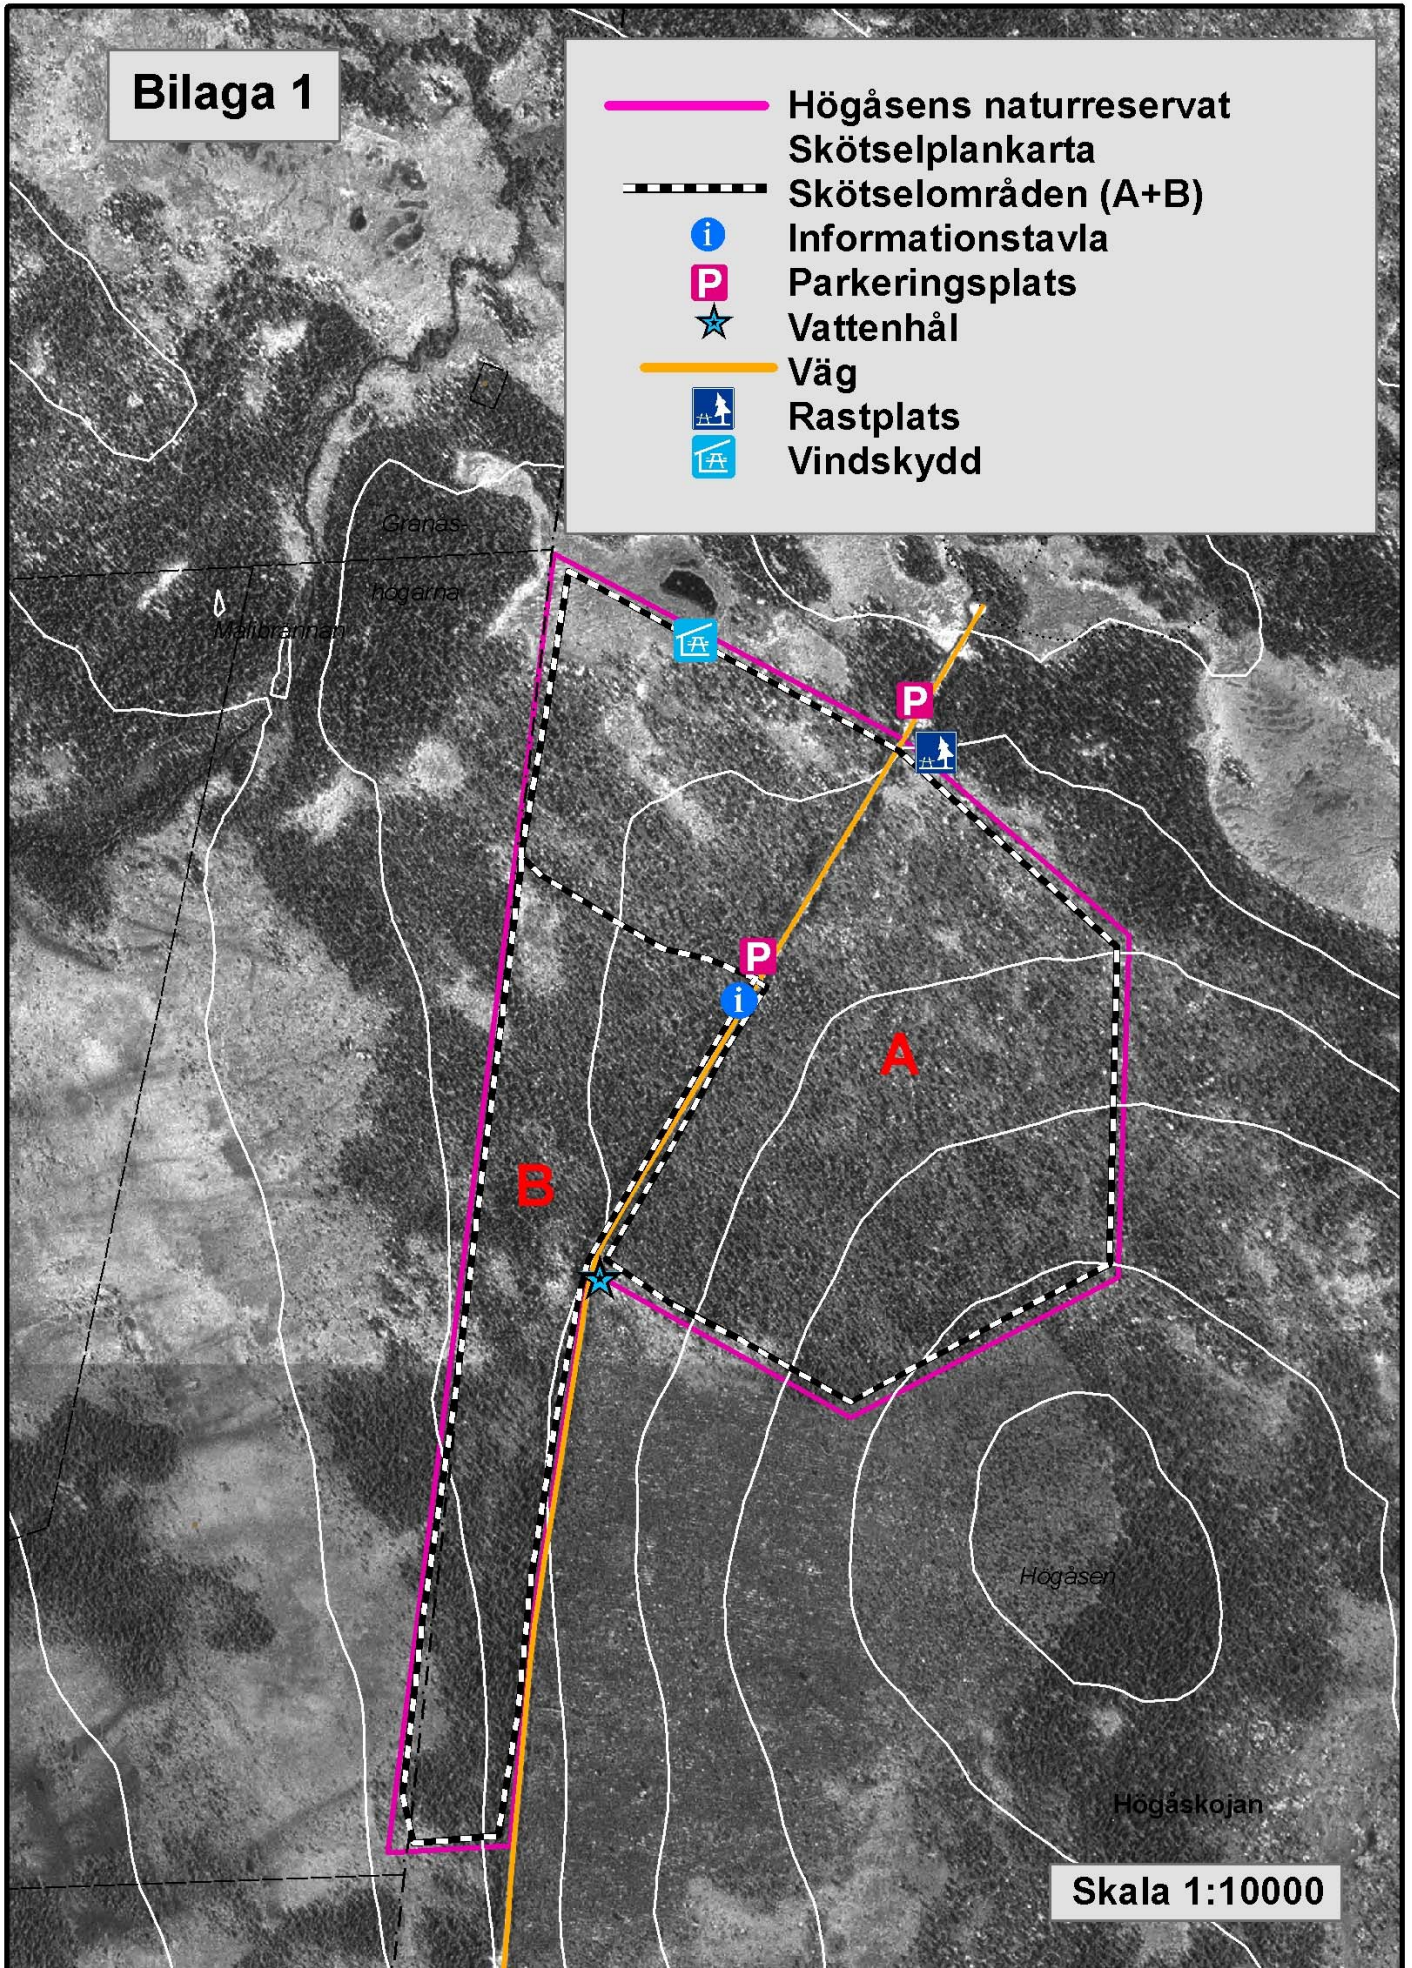 Bilaga 1
Högåsens naturreservat
Skötselplankarta
Skötselområden (A+B)
i Informationstavla
P Parkeringsplats
Vattenhål
Väg
Rastplats
Vindskydd
Granås-
högarna
Malibrännan
P
P
i
A
B
Högåsen
Högåskojan
Skala 1:10000